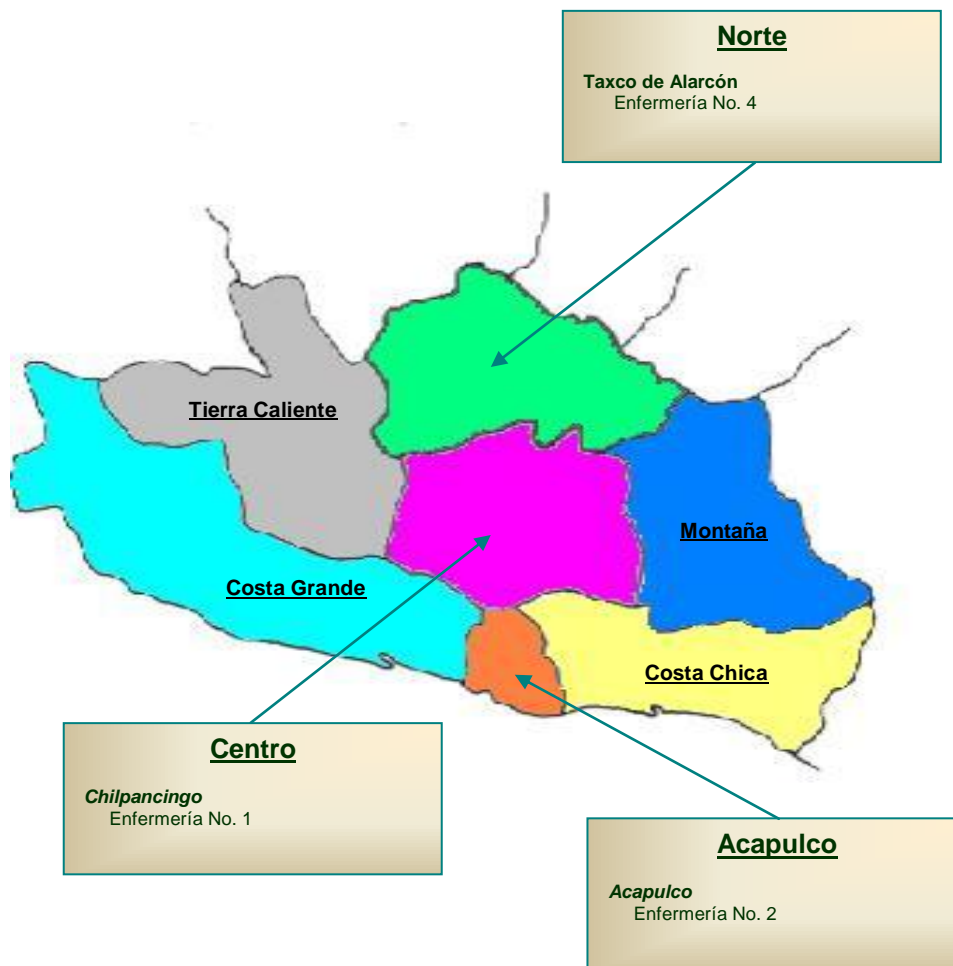 Norte
Taxco de Alarcón
Enfermería No. 4
Tierra Caliente
Montaña
Costa Grande
Costa Chica
Centro
Chilpancingo
Enfermería No. 1
Acapulco
Acapulco
Enfermería No. 2